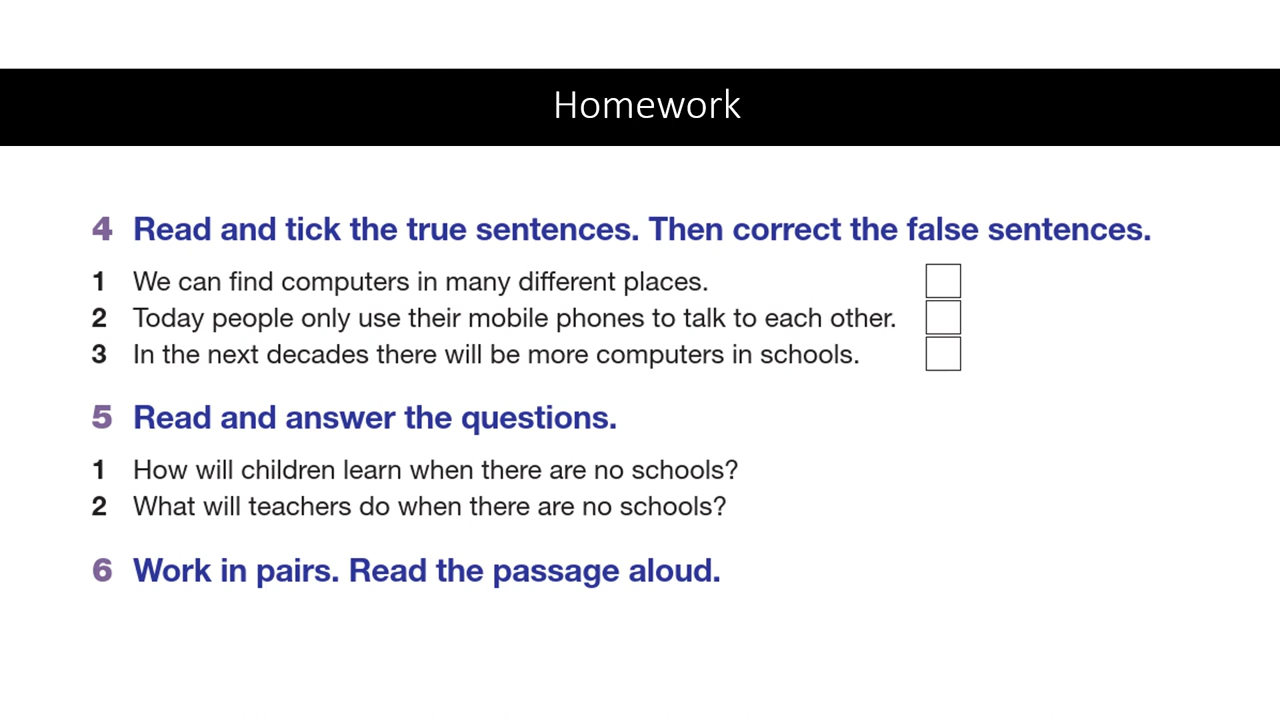 Homework
4 Read and tick the true sentences. Then correct the false sentences.
1 We can find computers in many different places.
2 Today people only use their mobile phones to talk to each other.
3 In the next decades there will be more computers in schools.
5 Read and answer the questions.
1 How will children learn when there are no schools?
2 What will teachers do when there are no schools?
6 Work in pairs. Read the passage aloud.